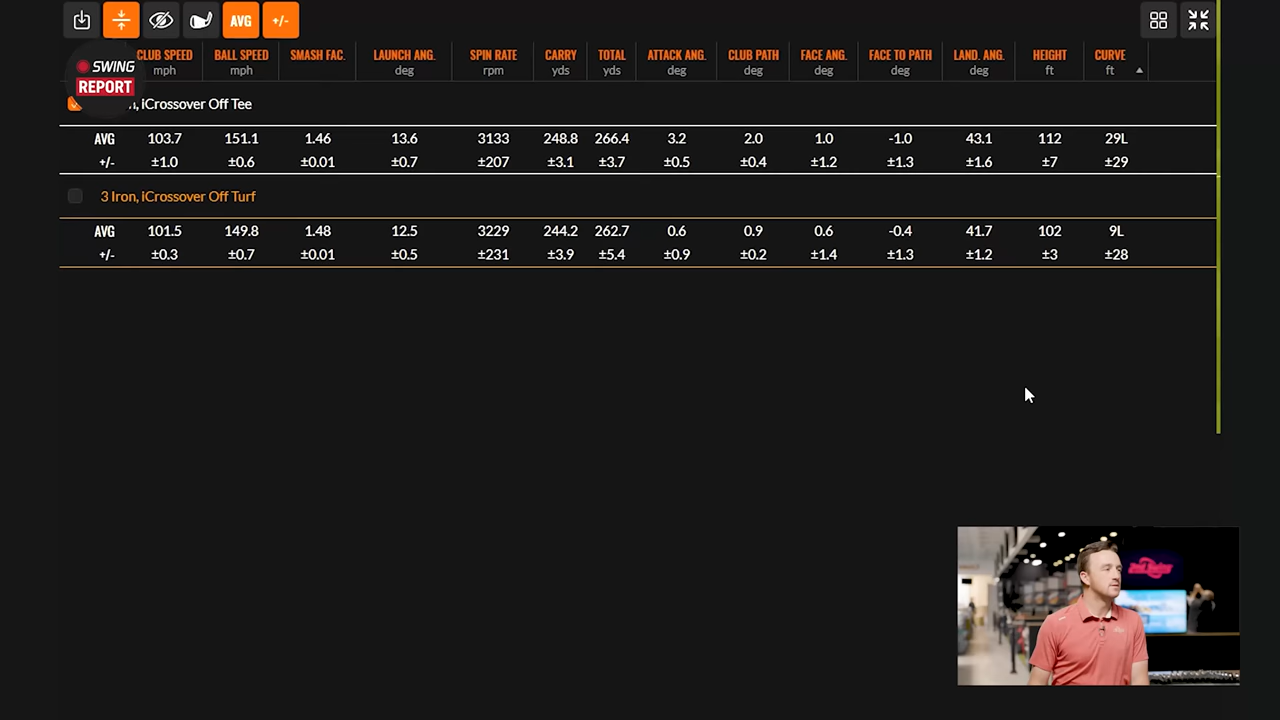 AVG +/-
CLUB SPEED BALL SPEED SMASH FAC. LAUNCH ANG. SPIN RATE CARRY TOTAL ATTACK ANG. CLUB PATH FACE ANG. FACE TO PATH LAND. ANG. HEIGHT CURVE
mph mph deg rpm yds yds deg deg deg deg deg ft ft
SWING
REPORT
n, iCrossover Off Tee
AVG 103.7 151.1 1.46 13.6 3133 248.8 266.4 3.2 2.0 1.0 -1.0 43.1 112 29L
+/- ±1.0 ±0.6 ±0.01 ±0.7 ±207 ±3.1 ±3.7 ±0.5 ±0.4 ±1.2 ±1.3 ±1.6 ±7 ±29
3 Iron, iCrossover Off Turf
AVG 101.5 149.8 1.48 12.5 3229 244.2 262.7 0.6 0.9 0.6 -0.4 41.7 102 9L
+/- ±0.3 ±0.7 ±0.01 ±0.5 ±231 ±3.9 ±5.4 ±0.9 ±0.2 ±1.4 ±1.3 ±1.2 ±3 ±28
2nd Swing